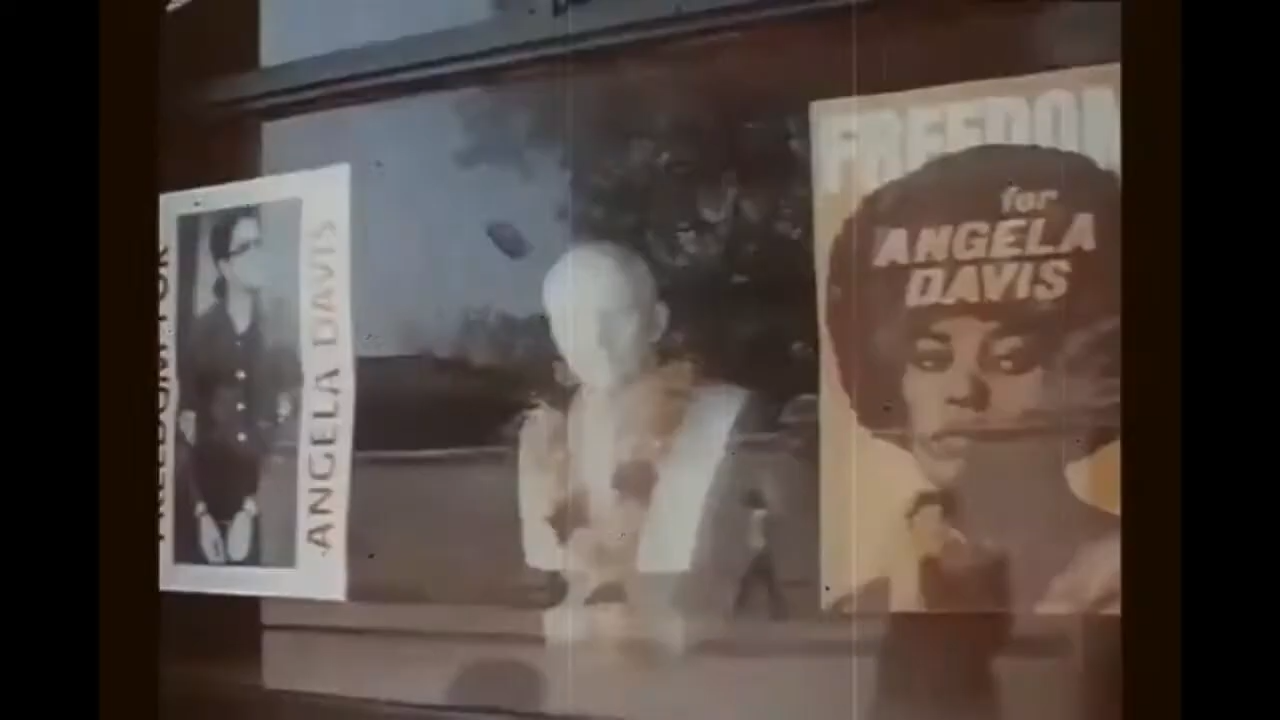 FREEDOM FOR
ANGELA DAVIS
FREEDOM
for
ANGELA
DAVIS